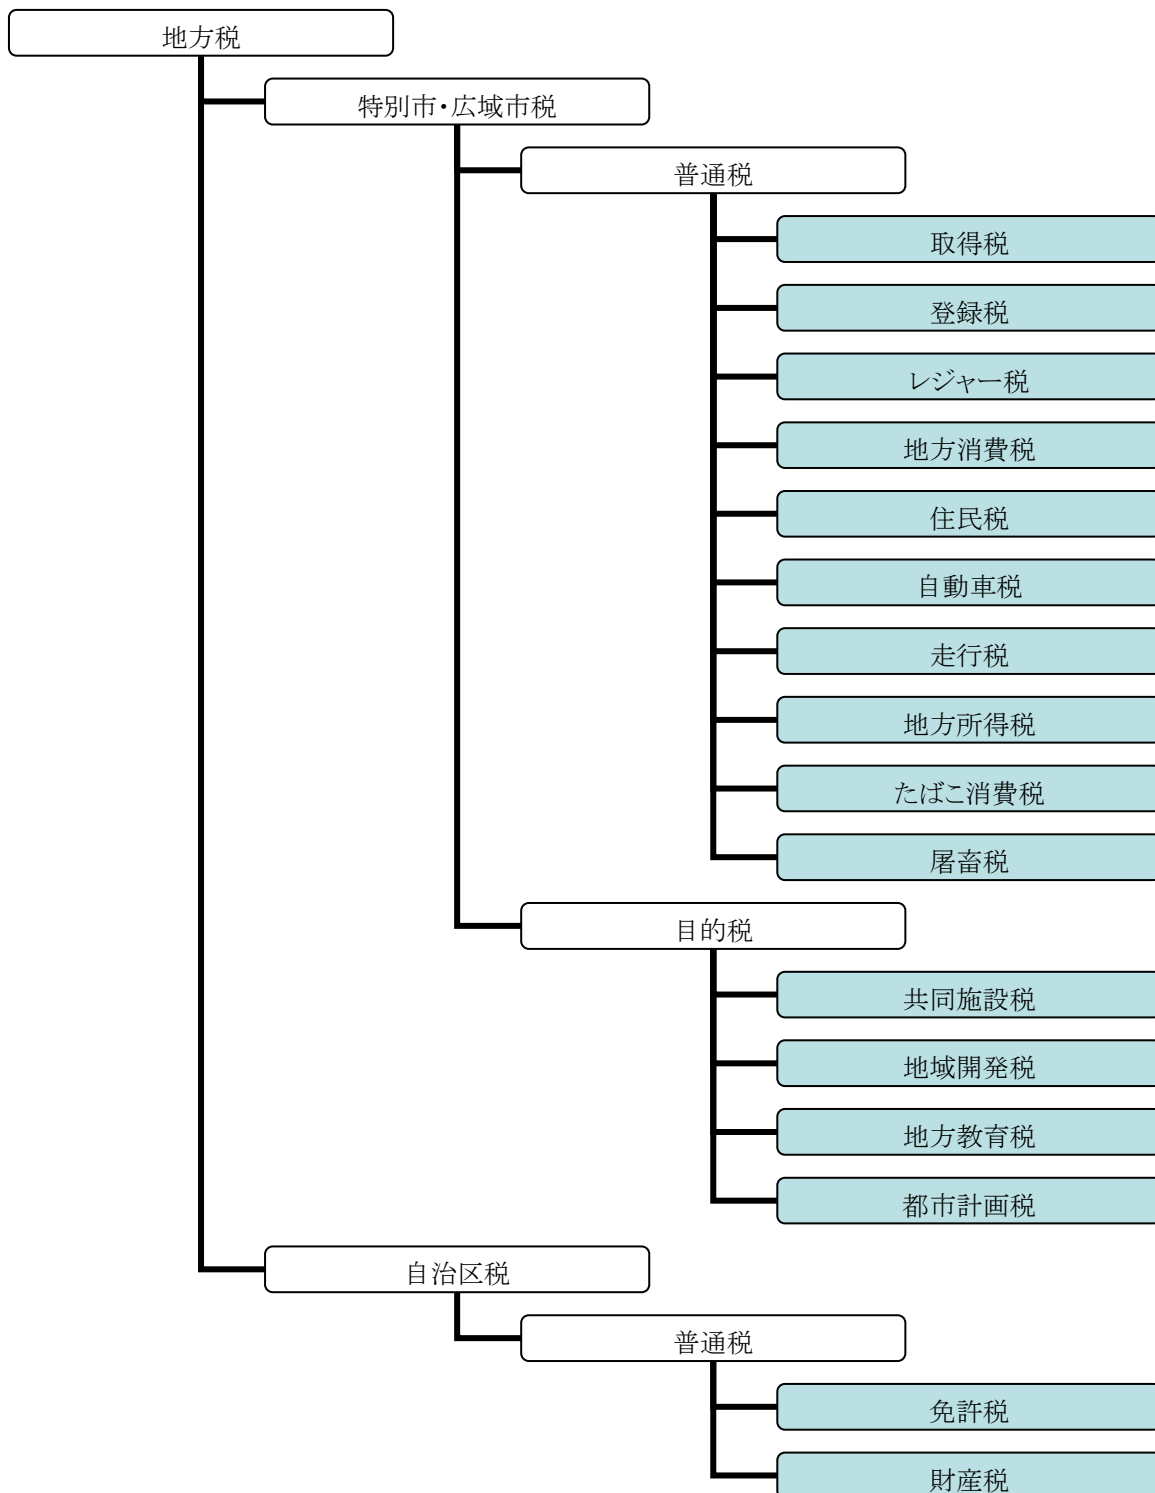 地方税
特別市・広域市税
普通税
取得税
登録税
レジャー税
地方消費税
住民税
自動車税
走行税
地方所得税
たばこ消費税
屠畜税
目的税
共同施設税
地域開発税
地方教育税
都市計画税
自治区税
普通税
免許税
財産税